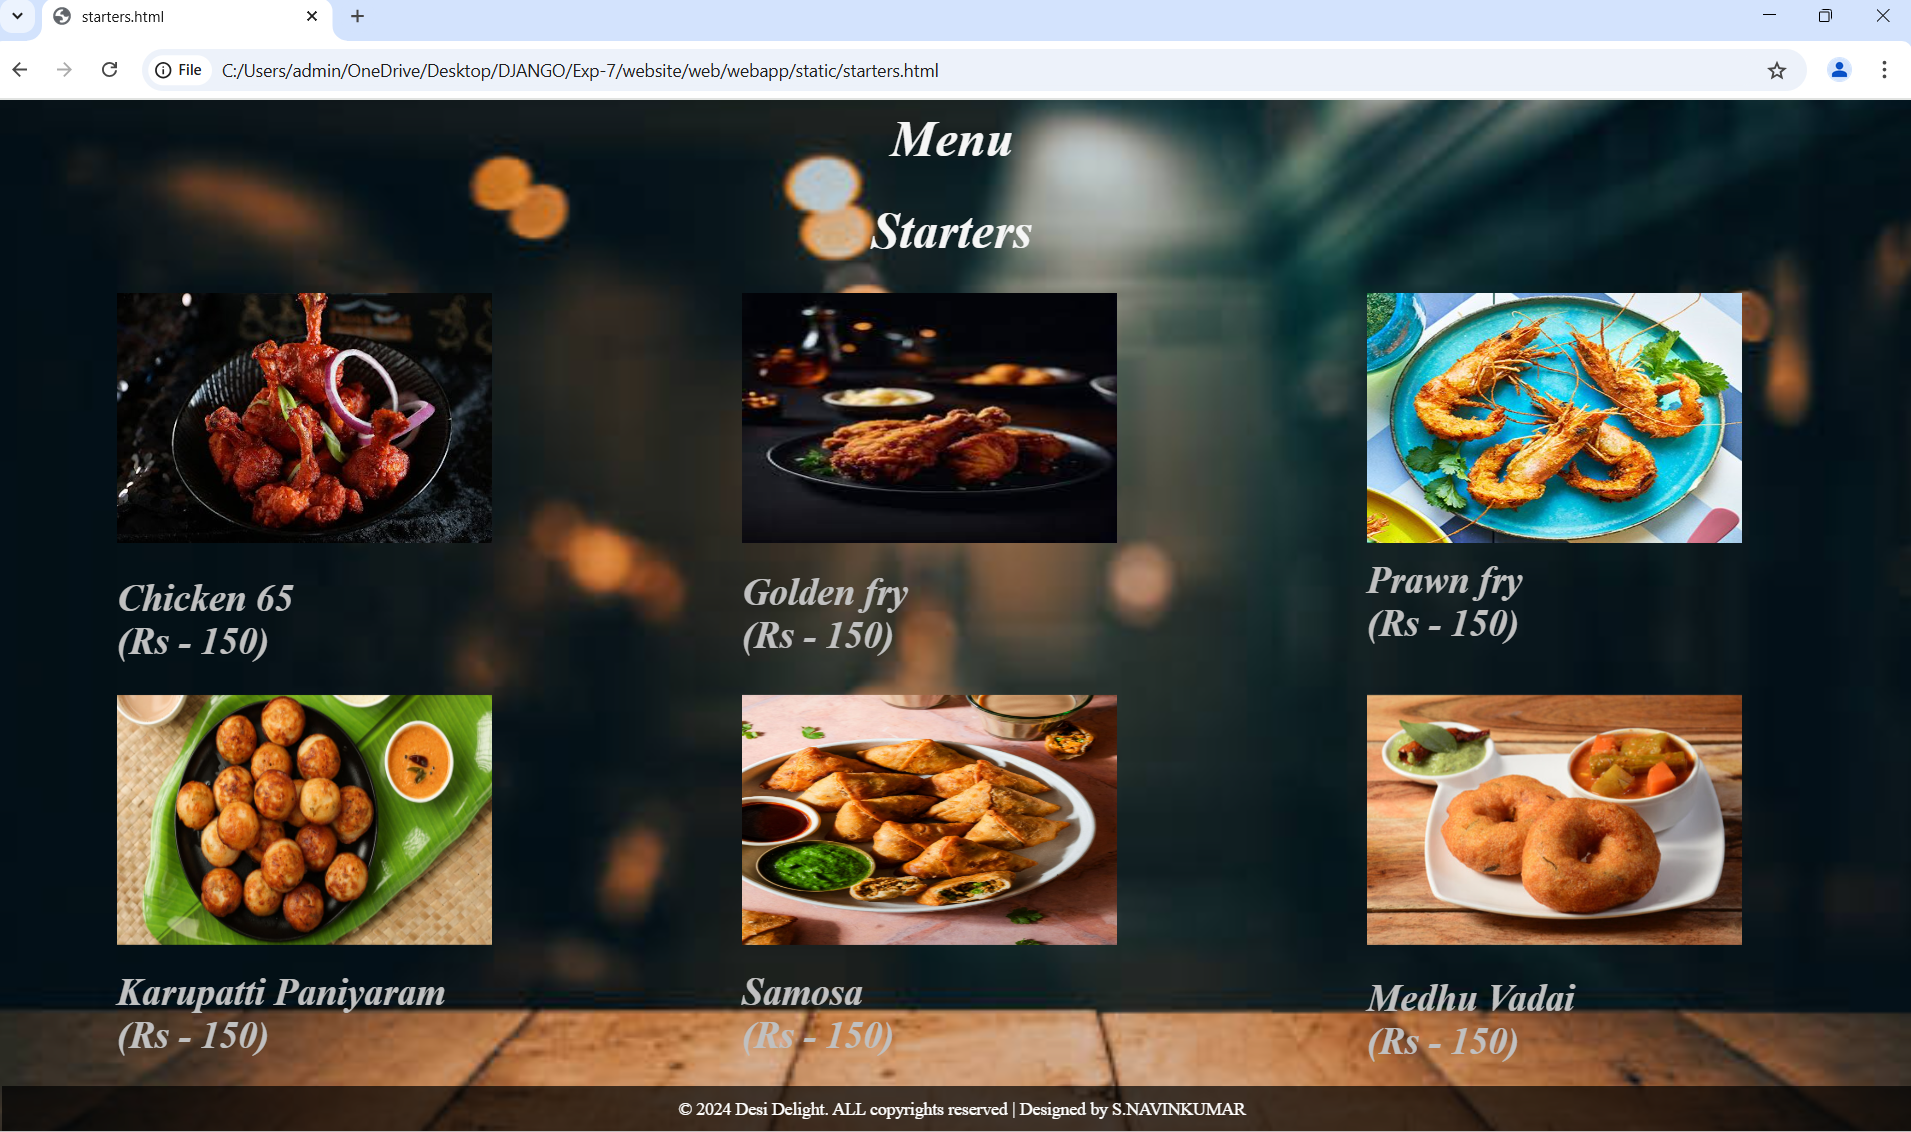 starters.html
File
C:/Users/admin/OneDrive/Desktop/DJANGO/Exp-7/website/web/webapp/static/starters.html
Menu
Starters
Chicken 65
(Rs - 150)
Golden fry
(Rs - 150)
Prawn fry
(Rs - 150)
Karupatti Paniyaram
(Rs - 150)
Samosa
(Rs - 150)
Medhu Vadai
(Rs - 150)
© 2024 Desi Delight. ALL copyrights reserved | Designed by S.NAVINKUMAR